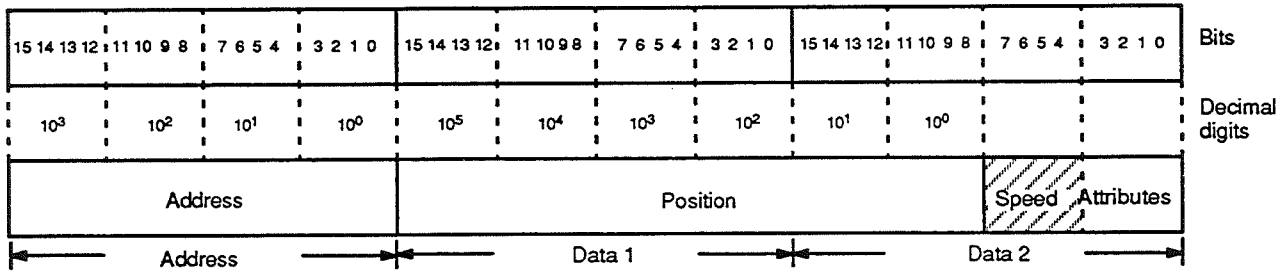 15 14 13 12 11 10 9 8 7 6 5 4 3 2 1 0 15 14 13 12 11 10 9 8 7 6 5 4 3 2 1 0 15 14 13 12 11 10 9 8 7 6 5 4 3 2 1 0 Bits
10³ 10² 10¹ 10⁰ 10⁵ 10⁴ 10³ 10² 10¹ 10⁰ Decimal
digits
Address Position Speed Attributes
Address Data 1 Data 2